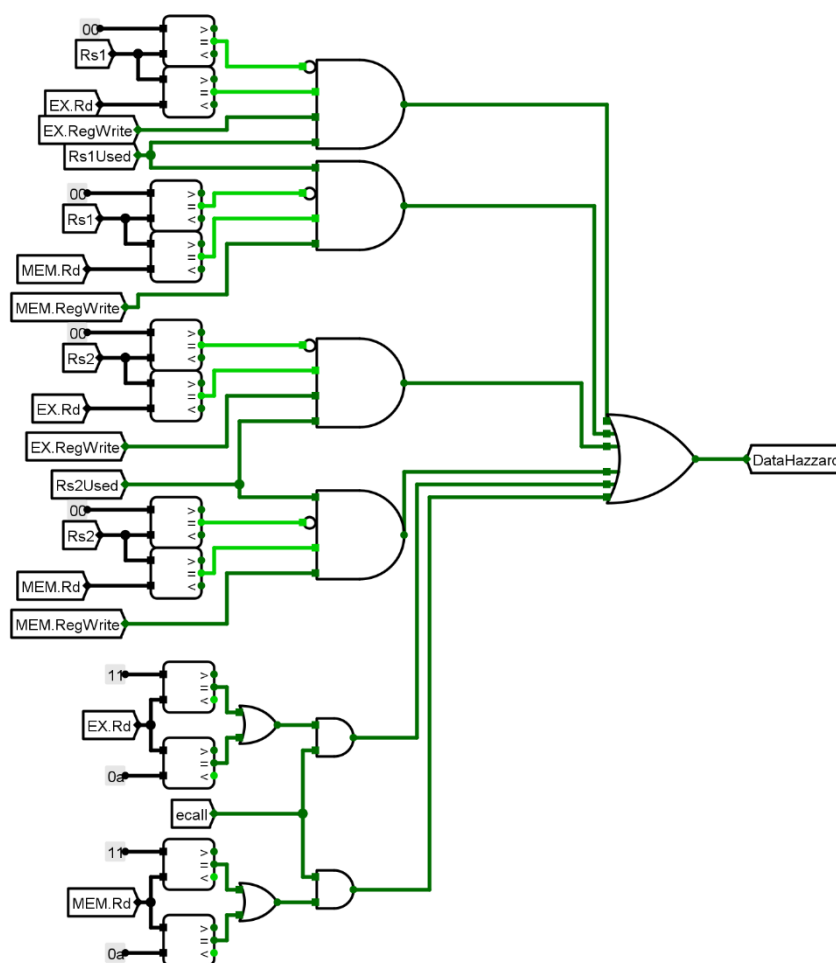 00
>
=
<
Rs1
>
=
<
EX.Rd
EX.RegWrite
Rs1Used
00
>
=
<
Rs1
>
=
<
MEM.Rd
MEM.RegWrite
00
>
=
<
Rs2
>
=
<
EX.Rd
EX.RegWrite
Rs2Used
00
>
=
<
Rs2
>
=
<
MEM.Rd
MEM.RegWrite
DataHazzard
11
>
=
<
EX.Rd
>
=
<
0a
ecall
11
>
=
<
MEM.Rd
>
=
<
0a